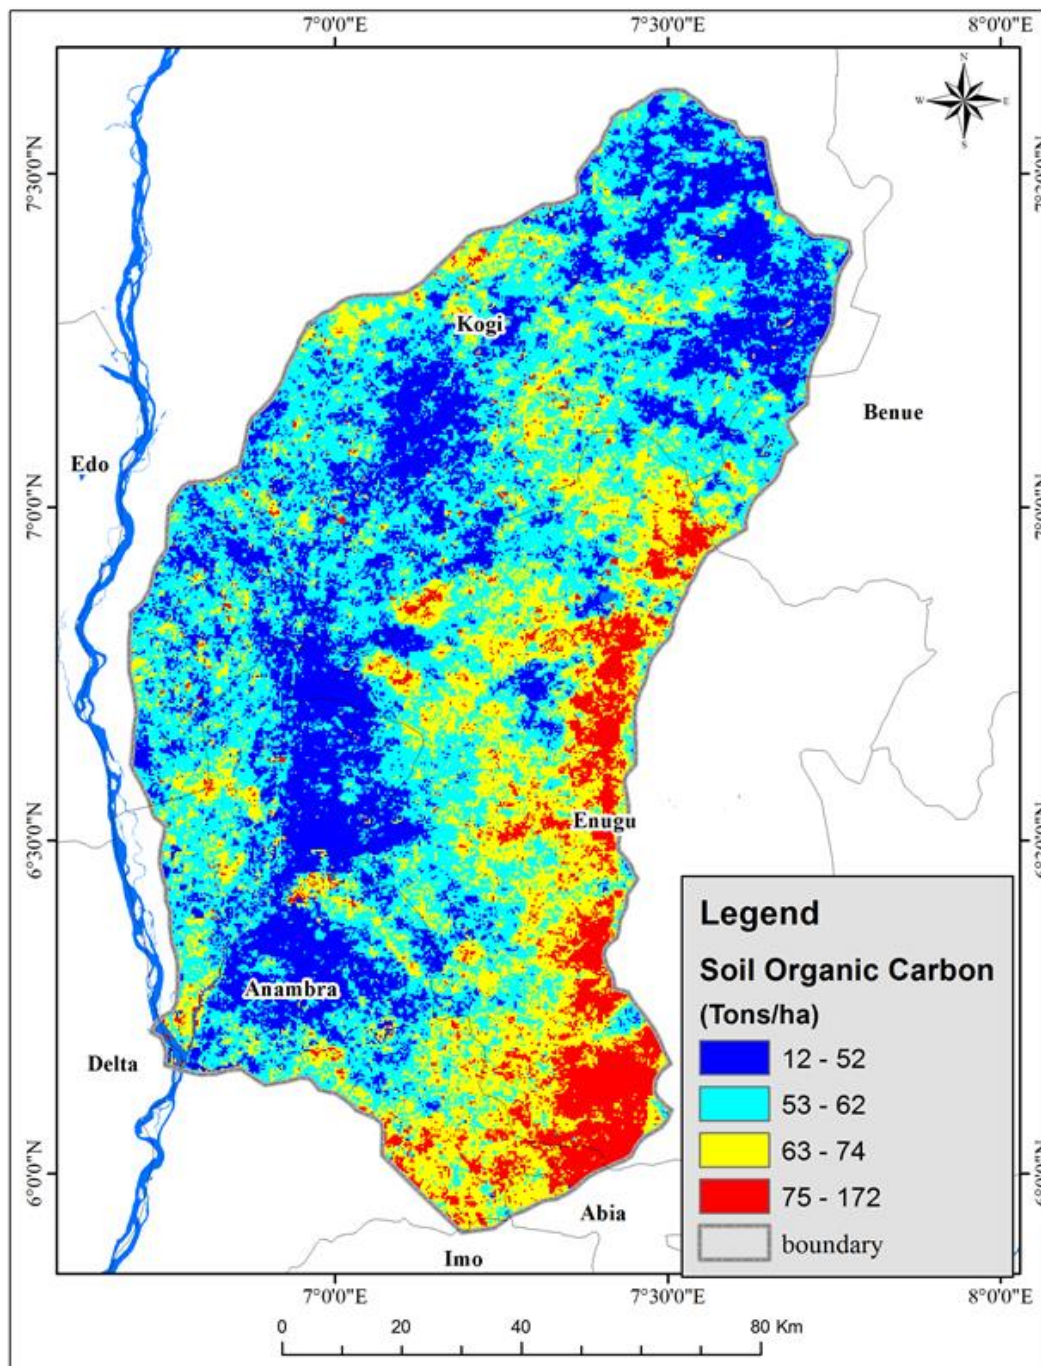 7°0'0"E 7°30'0"E 8°0'0"E
N
W E
S
7°30'0"N
Kogi
Benue
Edo
7°0'0"N
Enugu
6°30'0"N
Anambra
Delta
6°0'0"N
Abia
Imo
Legend
Soil Organic Carbon
(Tons/ha)
12 - 52
53 - 62
63 - 74
75 - 172
boundary
7°0'0"E 7°30'0"E 8°0'0"E
0 20 40 80 Km